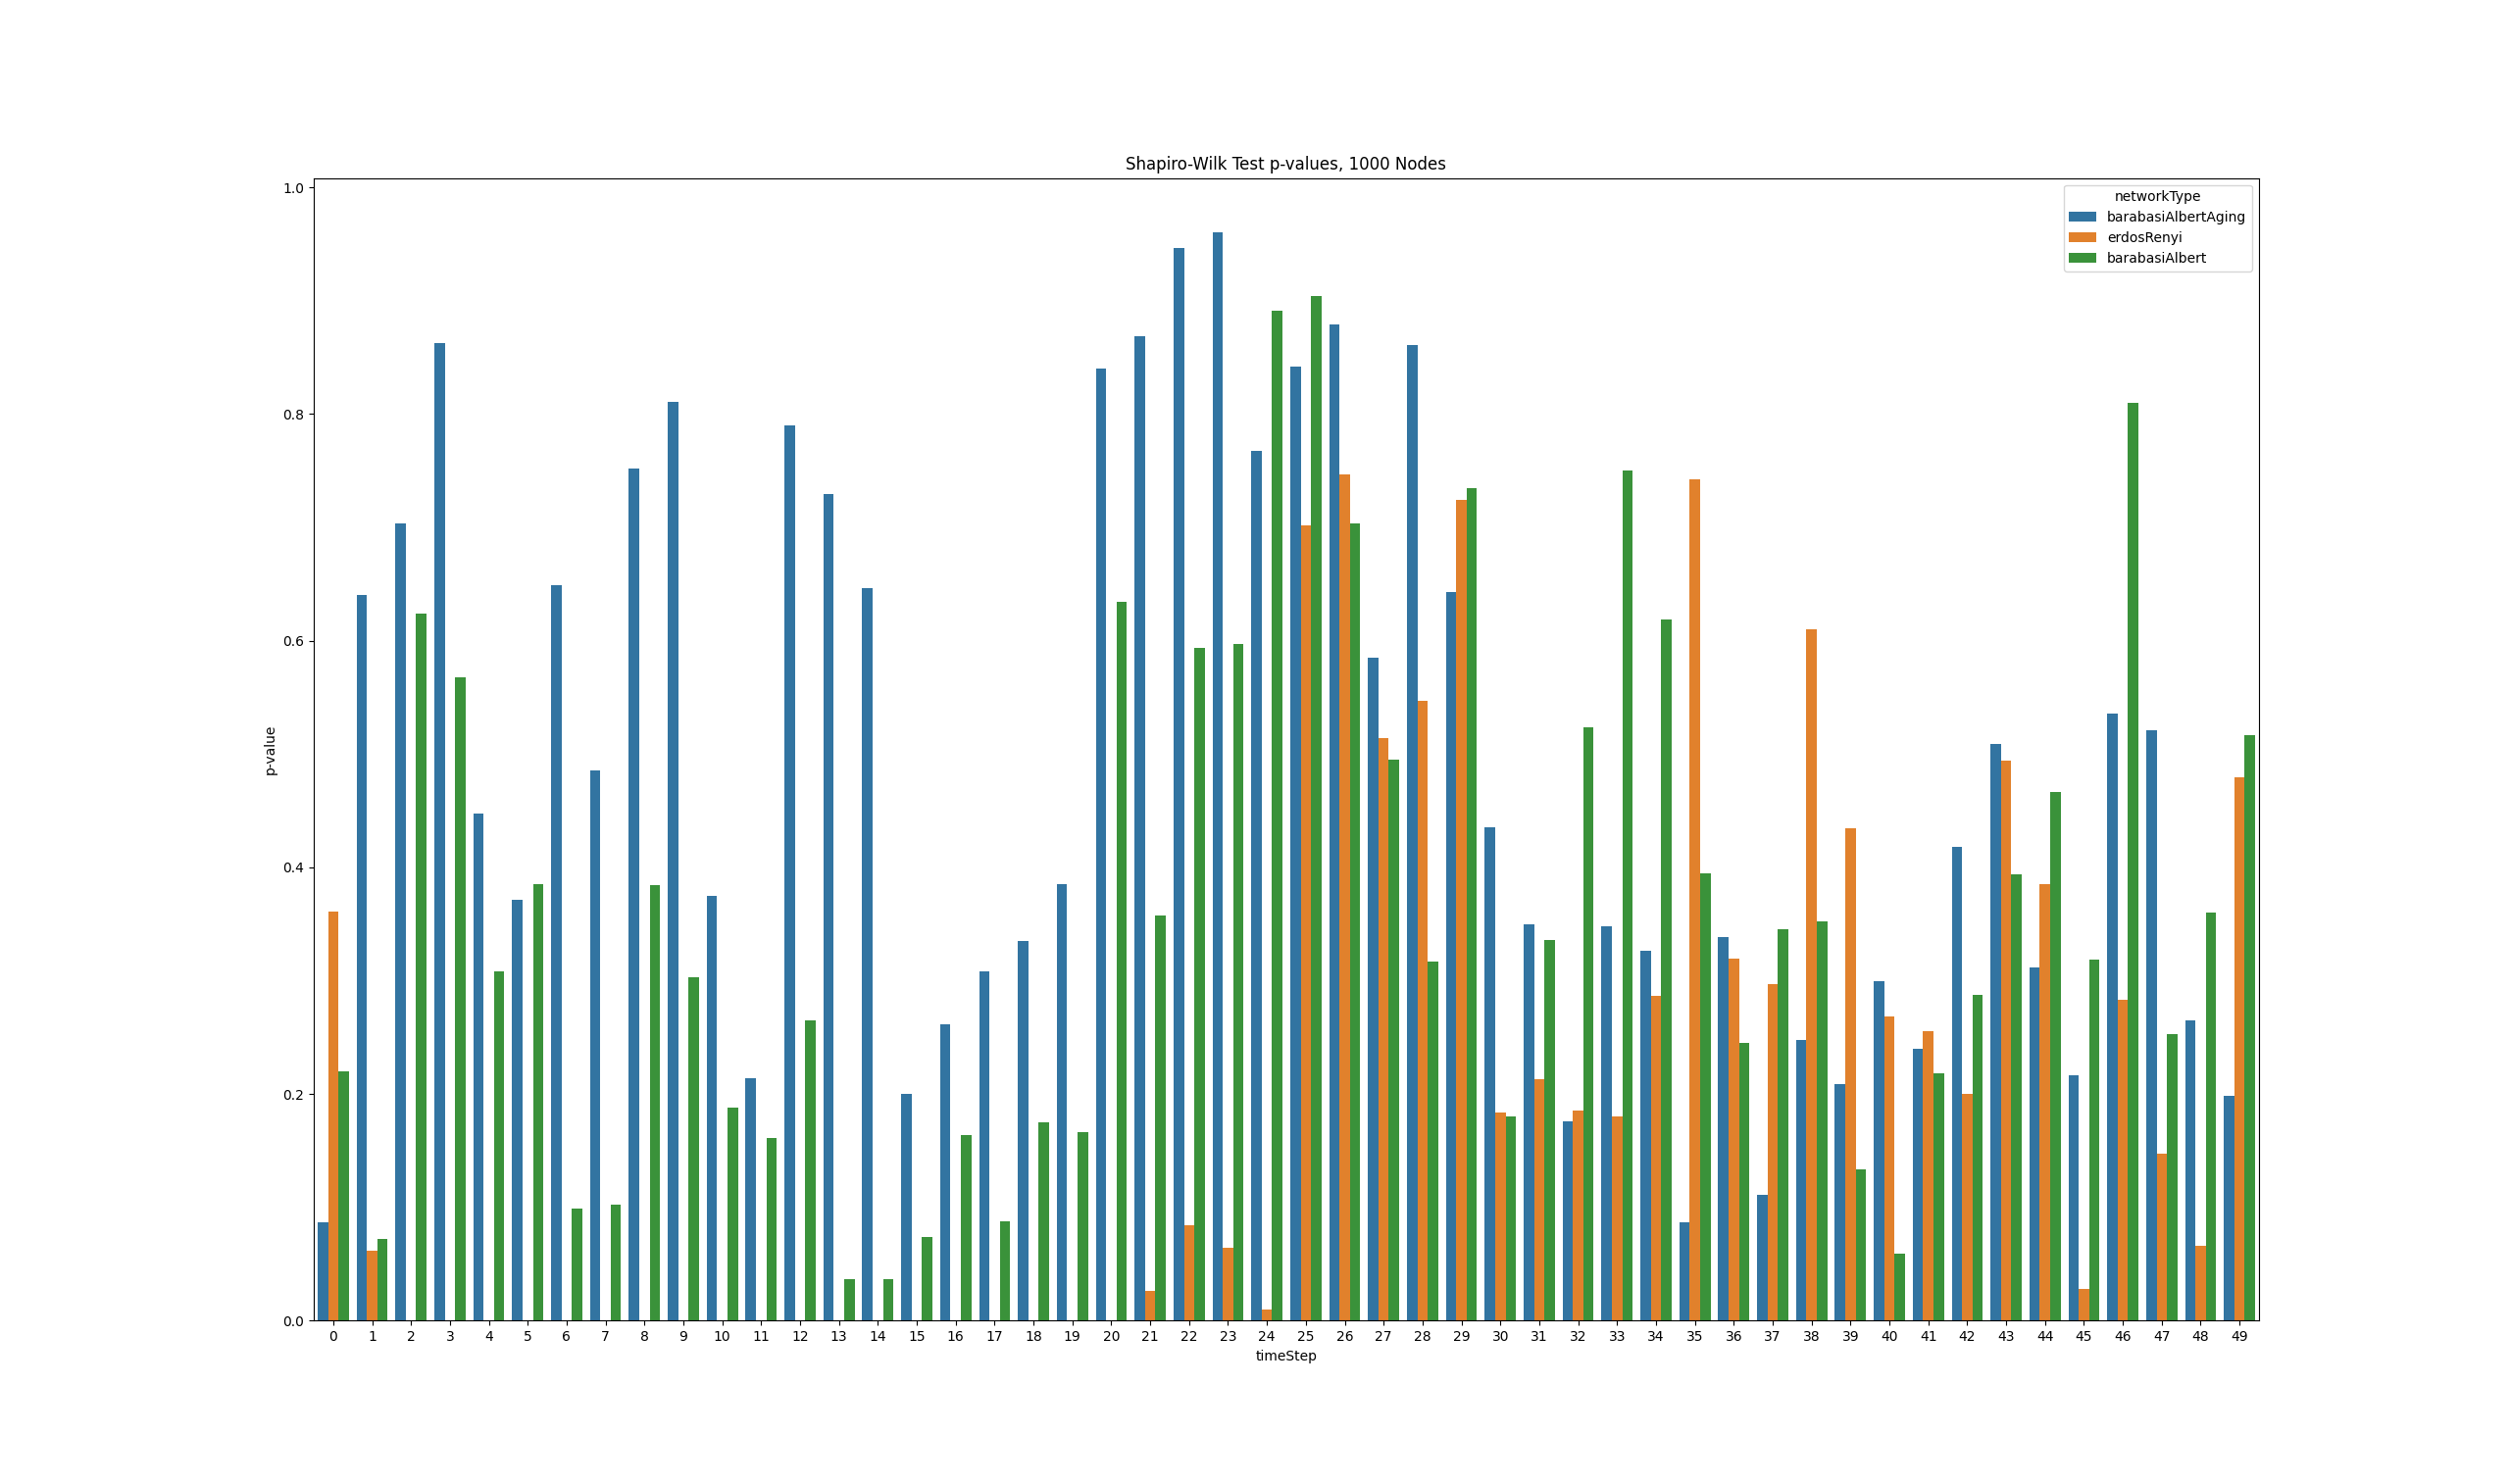 Shapiro-Wilk Test p-values, 1000 Nodes
networkType
barabasiAlbertAging
erdosRenyi
barabasiAlbert
1.0
0.8
0.6
0.4
0.2
0.0
p-value
0 1 2 3 4 5 6 7 8 9 10 11 12 13 14 15 16 17 18 19 20 21 22 23 24 25 26 27 28 29 30 31 32 33 34 35 36 37 38 39 40 41 42 43 44 45 46 47 48 49
timeStep